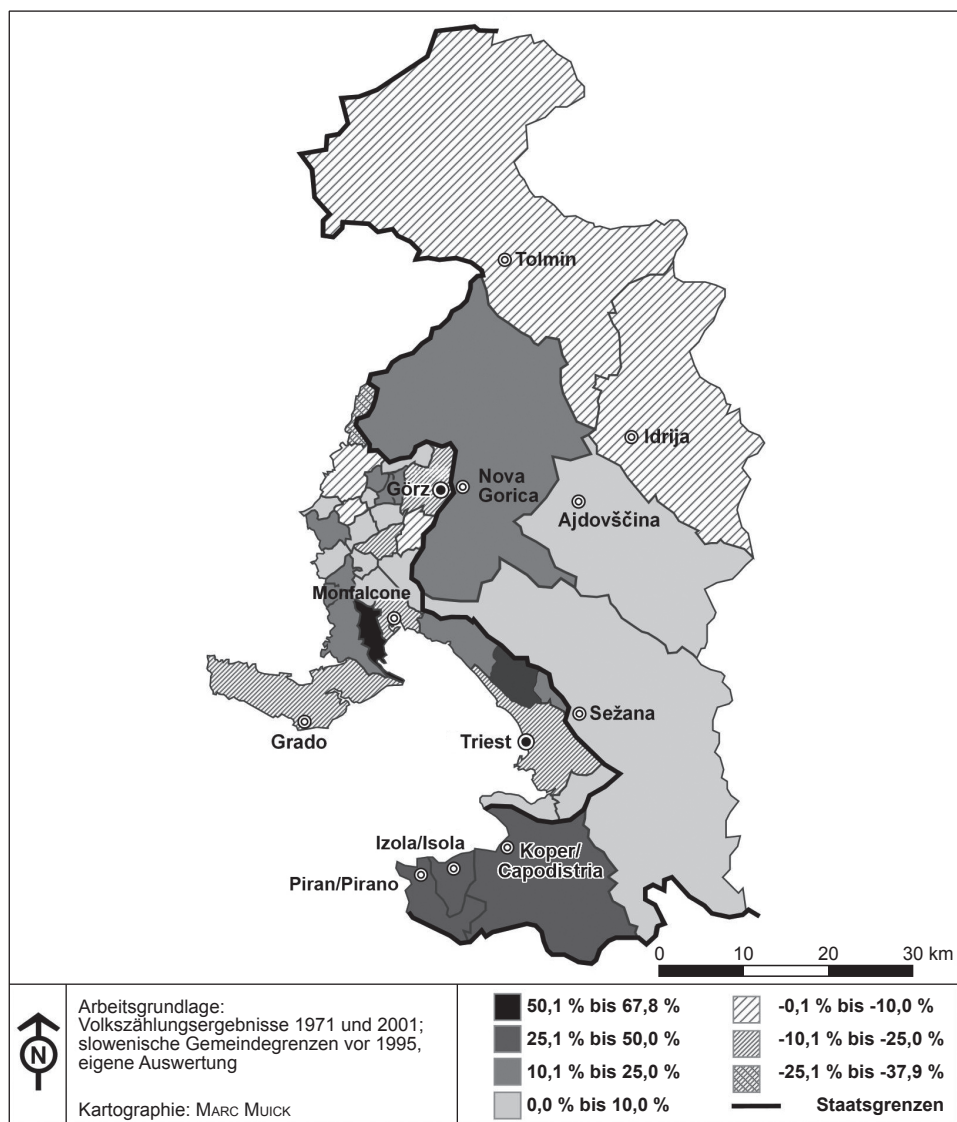 Tolmin
Idrija
Görz
Nova
Gorica
Ajdovščina
Monfalcone
Sežana
Grado
Triest
Izola/Isola
Koper/
Capodistria
Piran/Pirano
0 10 20 30 km
N
Arbeitsgrundlage:
Volkszählungsergebnisse 1971 und 2001;
slowenische Gemeindegrenzen vor 1995,
eigene Auswertung
Kartographie: MARC MUICK
50,1 % bis 67,8 %
25,1 % bis 50,0 %
10,1 % bis 25,0 %
0,0 % bis 10,0 %
-0,1 % bis -10,0 %
-10,1 % bis -25,0 %
-25,1 % bis -37,9 %
Staatsgrenzen